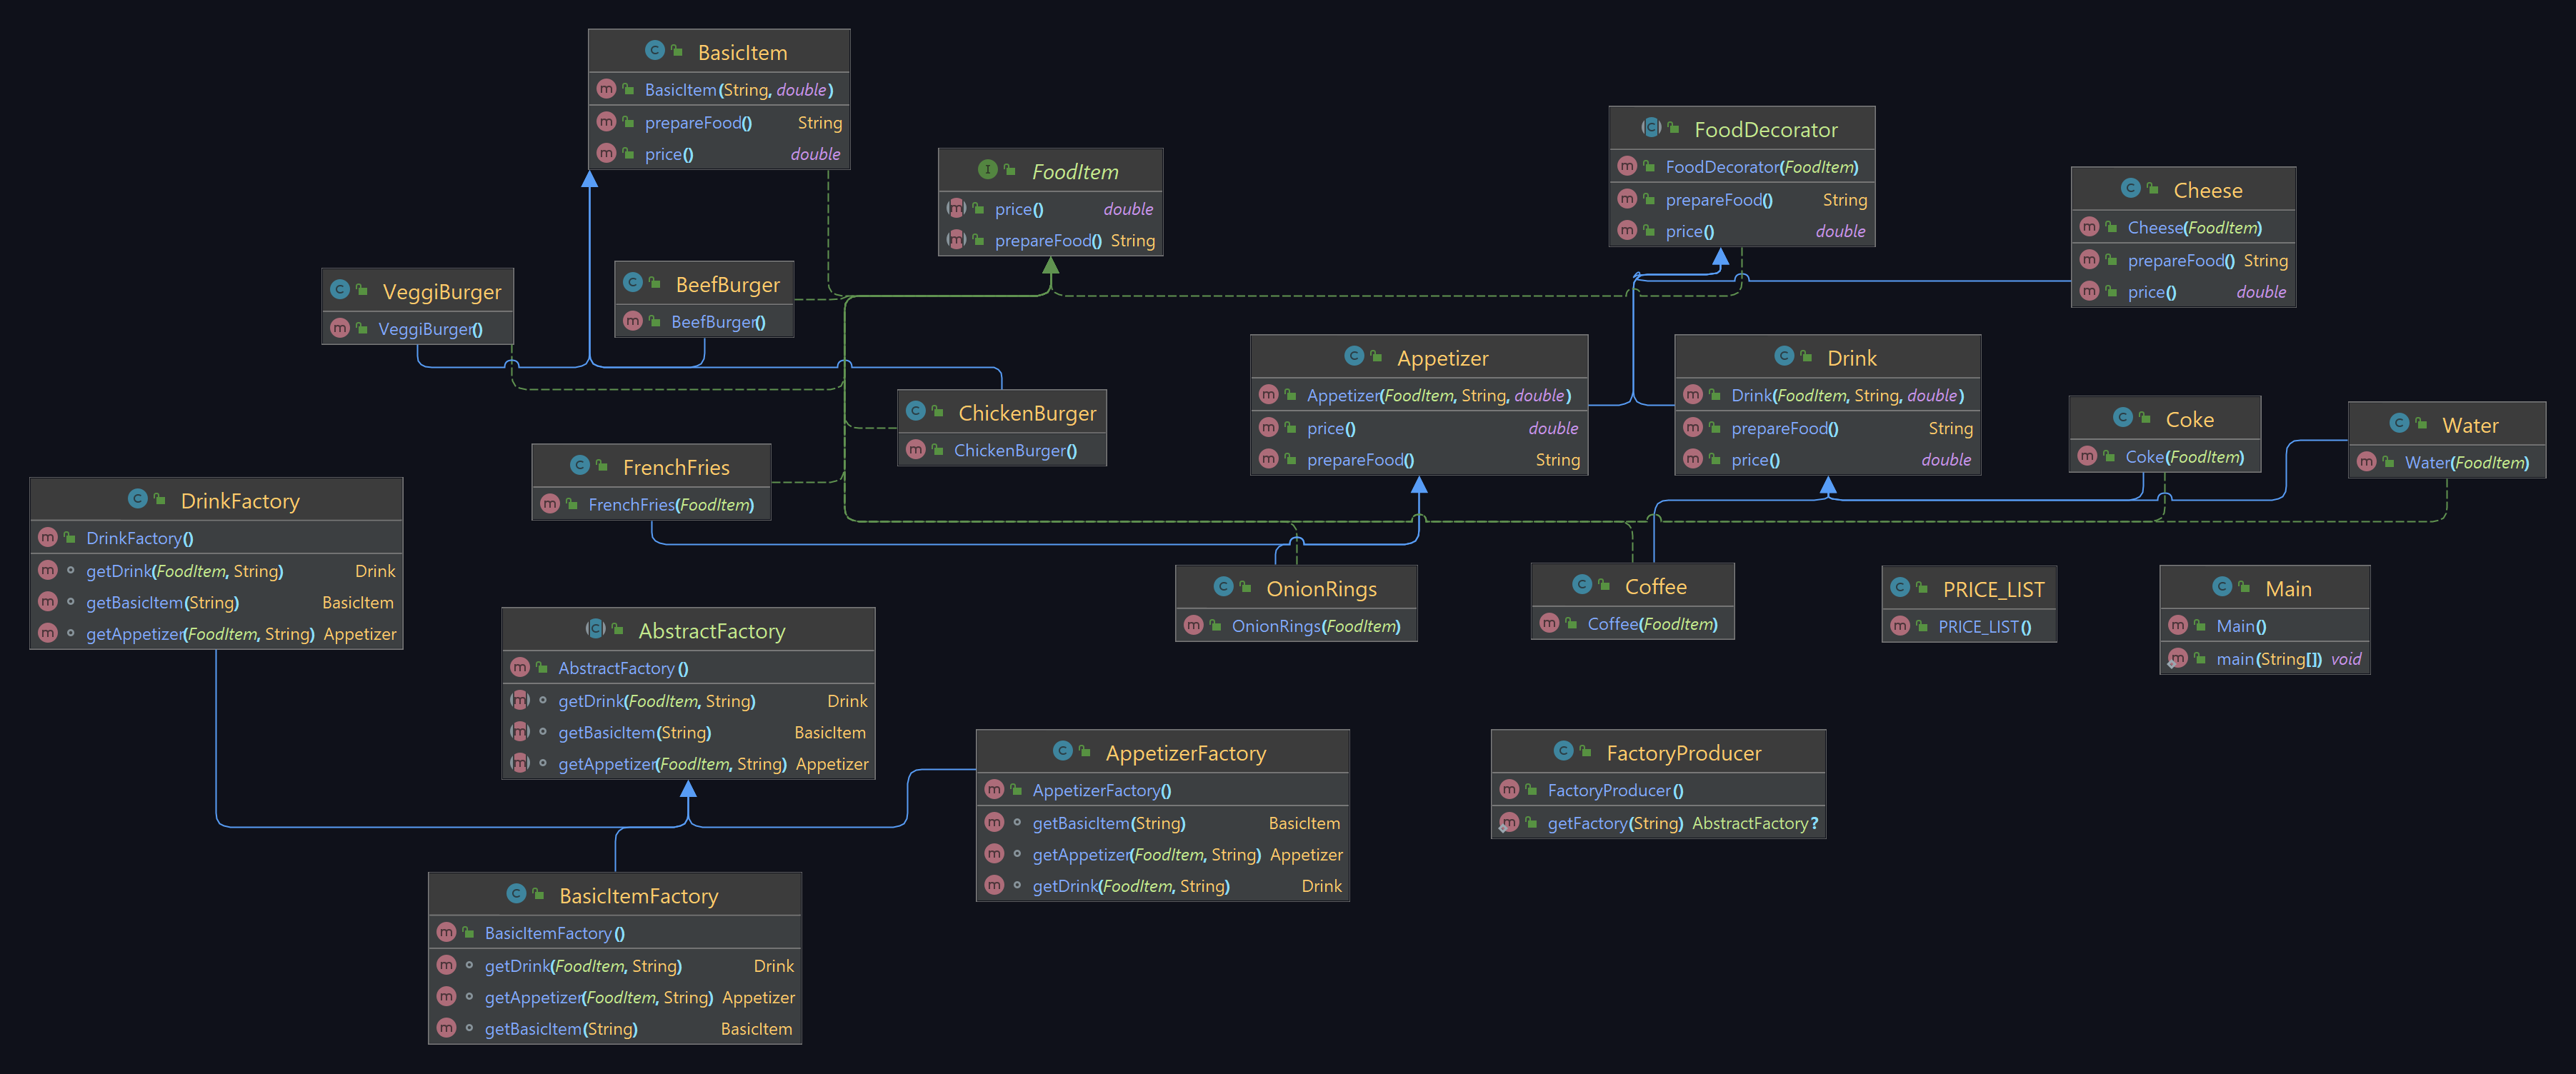 BasicItem
BasicItem(String, double)
prepareFood() String
price() double
FoodItem
price() double
prepareFood() String
FoodDecorator
FoodDecorator(FoodItem)
prepareFood() String
price() double
Cheese
Cheese(FoodItem)
prepareFood() String
price() double
VeggiBurger
VeggiBurger()
BeefBurger
BeefBurger()
ChickenBurger
ChickenBurger()
Appetizer
Appetizer(FoodItem, String, double)
price() double
prepareFood() String
Drink
Drink(FoodItem, String, double)
prepareFood() String
price() double
Coke
Coke(FoodItem)
Water
Water(FoodItem)
FrenchFries
FrenchFries(FoodItem)
DrinkFactory
DrinkFactory()
getDrink(FoodItem, String) Drink
getBasicItem(String) BasicItem
getAppetizer(FoodItem, String) Appetizer
AbstractFactory
AbstractFactory()
getDrink(FoodItem, String) Drink
getBasicItem(String) BasicItem
getAppetizer(FoodItem, String) Appetizer
OnionRings
OnionRings(FoodItem)
Coffee
Coffee(FoodItem)
PRICE_LIST
PRICE_LIST()
Main
Main()
main(String[]) void
AppetizerFactory
AppetizerFactory()
getBasicItem(String) BasicItem
getAppetizer(FoodItem, String) Appetizer
getDrink(FoodItem, String) Drink
FactoryProducer
FactoryProducer()
getFactory(String) AbstractFactory?
BasicItemFactory
BasicItemFactory()
getDrink(FoodItem, String) Drink
getAppetizer(FoodItem, String) Appetizer
getBasicItem(String) BasicItem